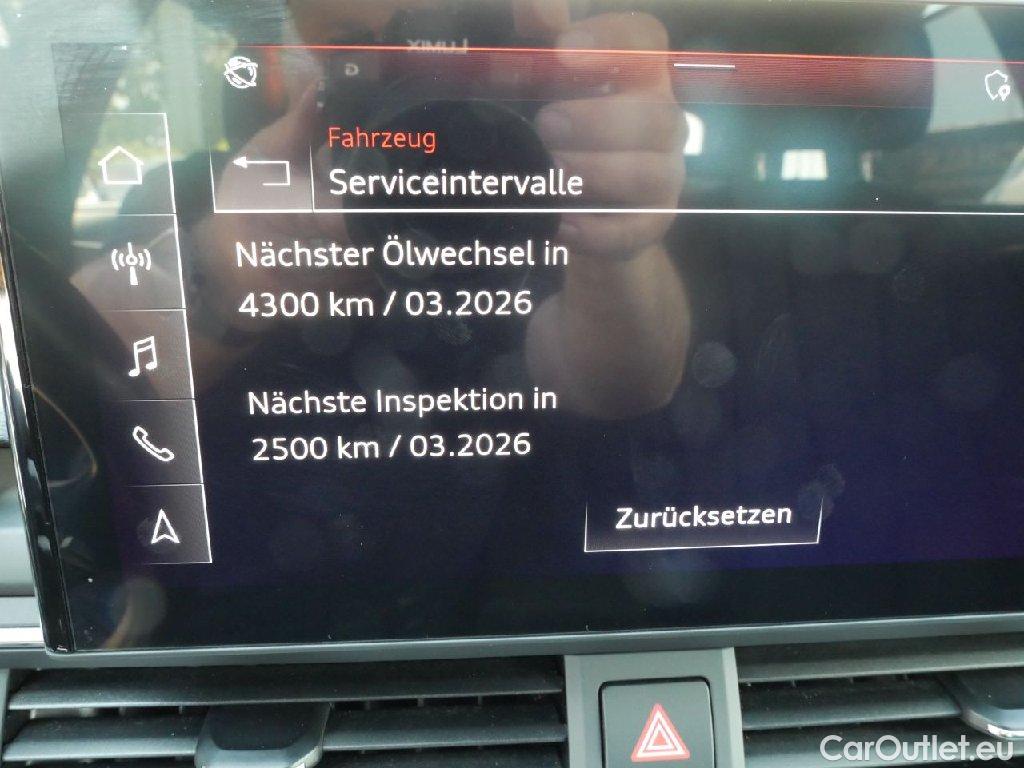 LUMIX
Fahrzeug
Serviceintervalle
Nächster Ölwechsel in
4300 km / 03.2026
Nächste Inspektion in
2500 km / 03.2026
Zurücksetzen
CarOutlet.eu